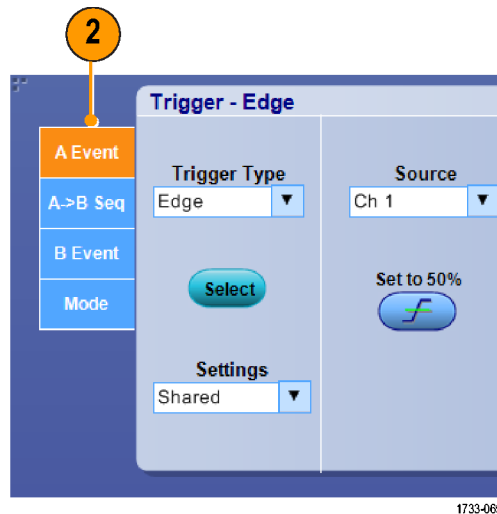 2
Trigger - Edge
A Event
A->B Seq
B Event
Mode
Trigger Type
Edge
Select
Settings
Shared
Source
Ch 1
Set to 50%